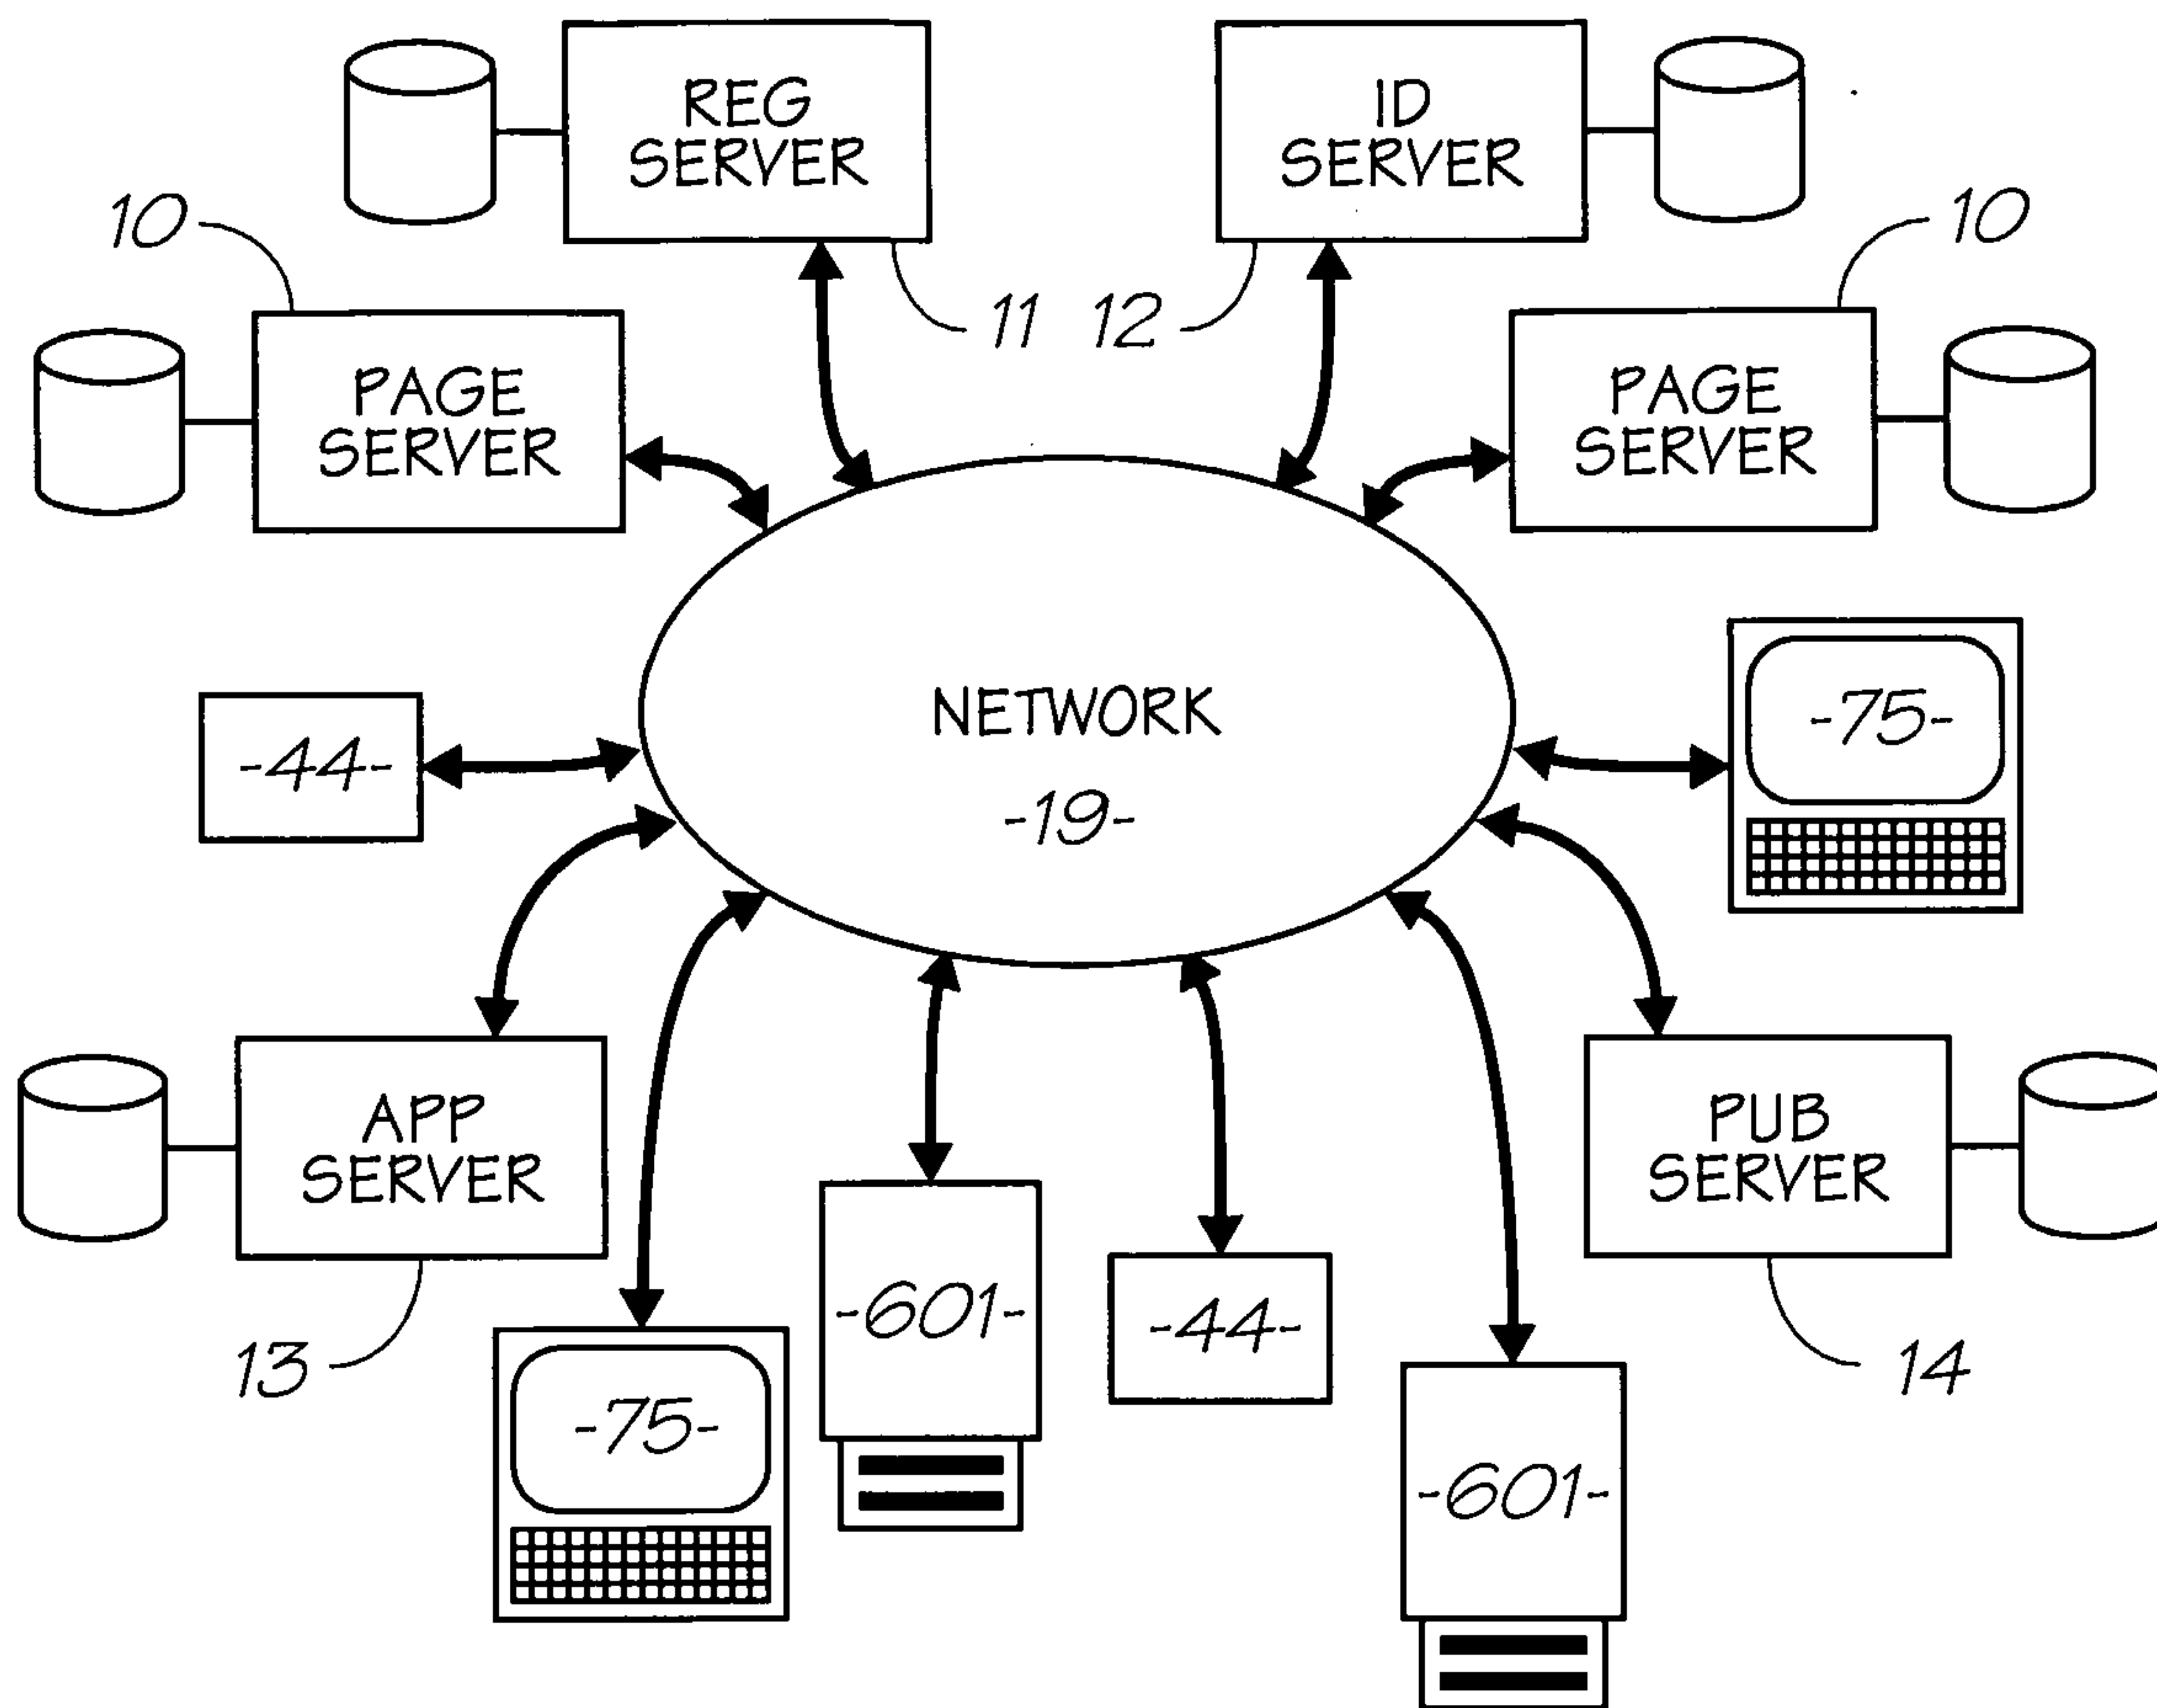 REG
SERVER
ID
SERVER
10
10
11
12
PAGE
SERVER
PAGE
SERVER
NETWORK
-19-
-44-
-75-
APP
SERVER
PUB
SERVER
-601-
-44-
13
14
-75-
-601-